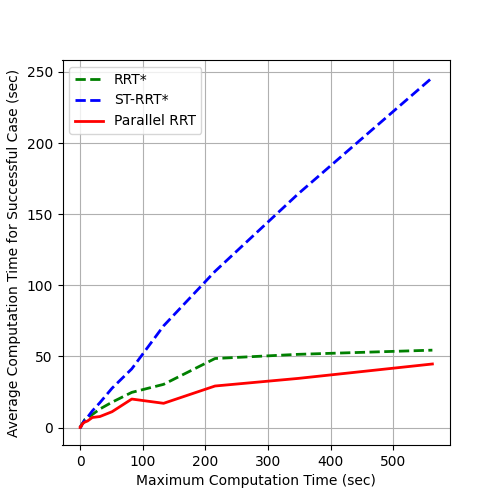 RRT*
ST-RRT*
Parallel RRT
Average Computation Time for Successful Case (sec)
250
200
150
100
50
0
0 100 200 300 400 500
Maximum Computation Time (sec)